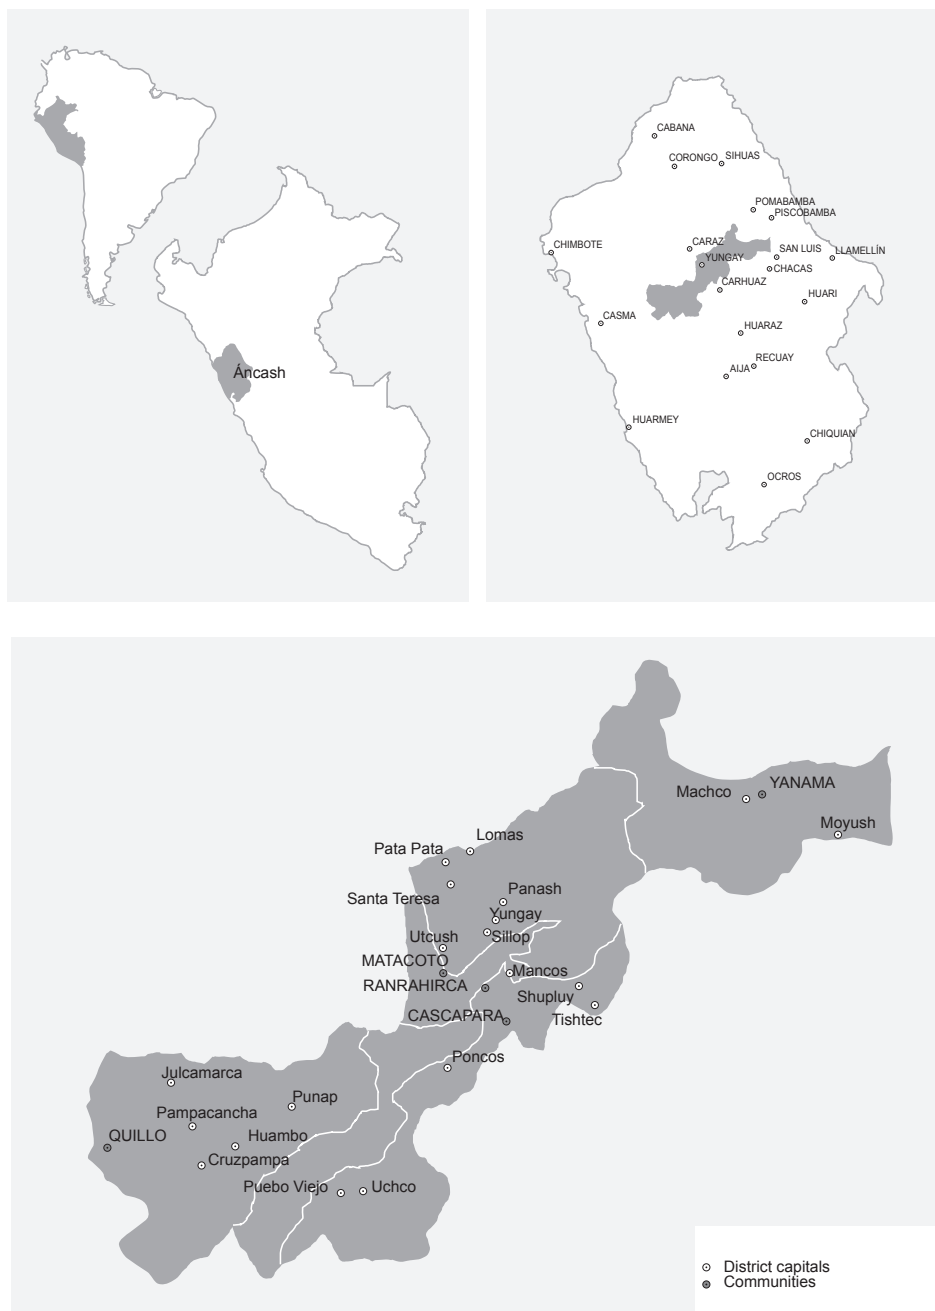 Áncash
CABANA
CORONGO
SIHUAS
POMABAMBA
PISCOBAMBA
CHIMBOTE
CARAZ
SAN LUIS
LLAMELLÍN
YUNGAY
CHACAS
CARHUAZ
HUARI
CASMA
HUARAZ
RECUAY
AIJA
HUARMEY
CHIQUIAN
OCROS
Machco
YANAMA
Moyush
Lomas
Pata Pata
Santa Teresa
Panash
Yungay
Utcush
Sillop
MATACOTO
Mancos
RANRAHIRCA
Shupluy
CASCAPARA
Tishtec
Poncos
Julcamarca
Punap
Pampacancha
QUILLO
Huambo
Cruzpampa
Puebo Viejo
Uchco
District capitals
Communities